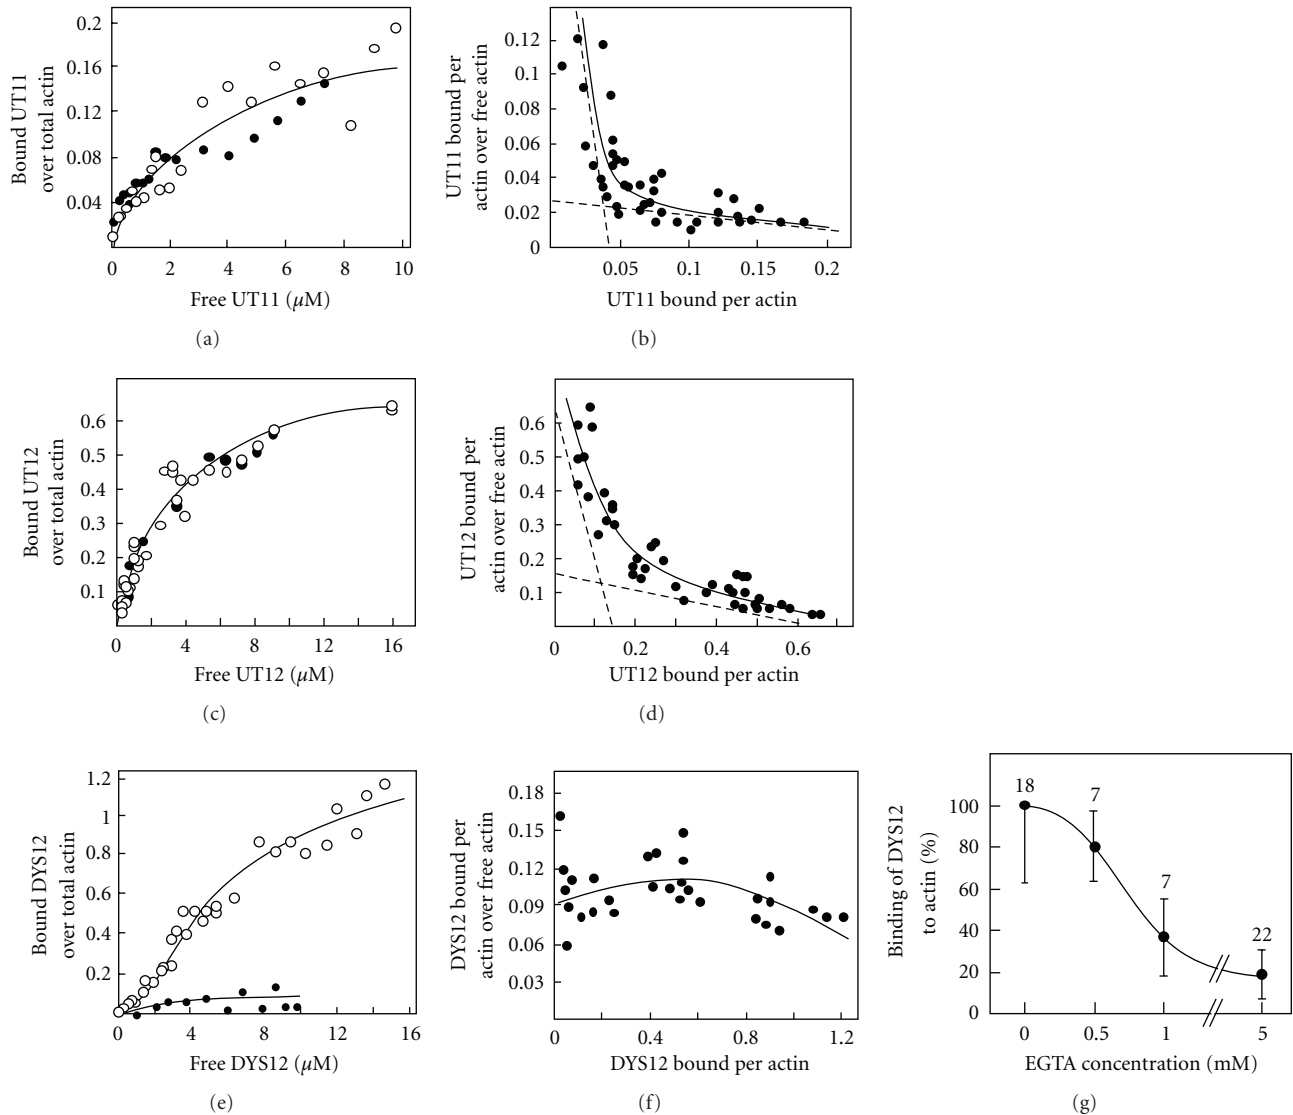 0.2
0.16
0.12
0.08
0.04
Bound UT11
over total actin
0 2 4 6 8 10
Free UT11 (μM)
(a)
0.12
0.1
0.08
0.06
0.04
0.02
0
UT11 bound per
actin over free actin
0.05 0.1 0.15 0.2
UT11 bound per actin
(b)
0.6
0.5
0.4
0.3
0.2
0.1
Bound UT12
over total actin
0 4 8 12 16
Free UT12 (μM)
(c)
0.6
0.5
0.4
0.3
0.2
0.1
UT12 bound per
actin over free actin
0 0.2 0.4 0.6
UT12 bound per actin
(d)
1.2
1
0.8
0.6
0.4
0.2
Bound DYS12
over total actin
0 4 8 12 16
Free DYS12 (μM)
(e)
0.18
0.15
0.12
0.09
0.06
0.03
DYS12 bound per
actin over free actin
0 0.4 0.8 1.2
DYS12 bound per actin
(f)
100
80
60
40
20
0
Binding of DYS12
to actin (%)
18
7
7
22
0 0.5 1 5
EGTA concentration (mM)
(g)